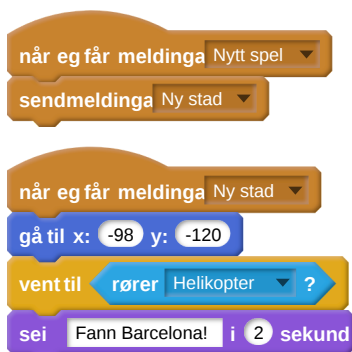 når eg får meldinga Nytt spel
sendmeldinga Ny stad
når eg får meldinga Ny stad
gå til x: -98 y: -120
vent til rører Helikopter ?
sei Fann Barcelona! i 2 sekund